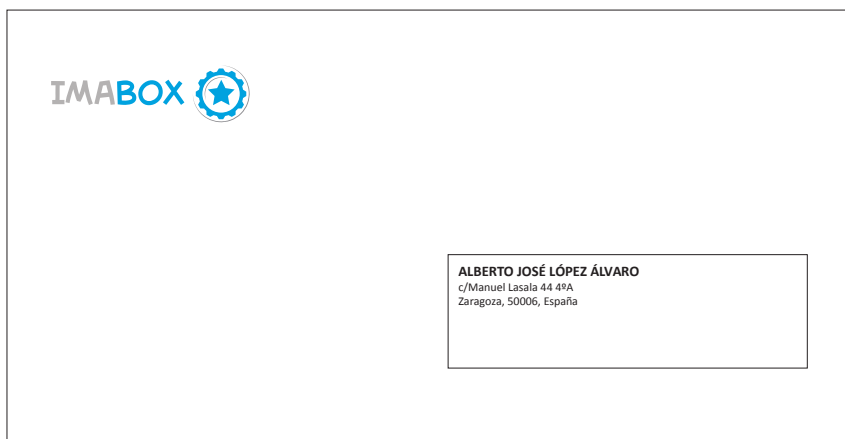 IMABOX
ALBERTO JOSÉ LÓPEZ ÁLVARO
c/Manuel Lasala 44 4ºA
Zaragoza, 50006, España